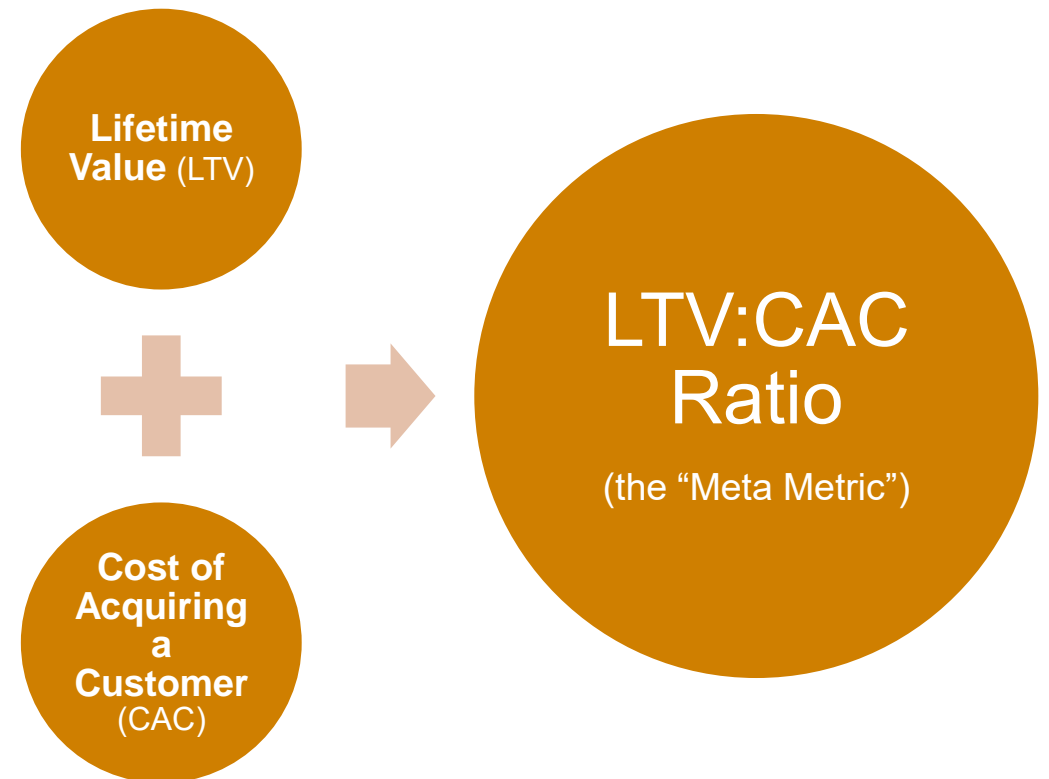 Lifetime
Value (LTV)
Cost of
Acquiring
a
Customer
(CAC)
LTV:CAC
Ratio
(the “Meta Metric”)